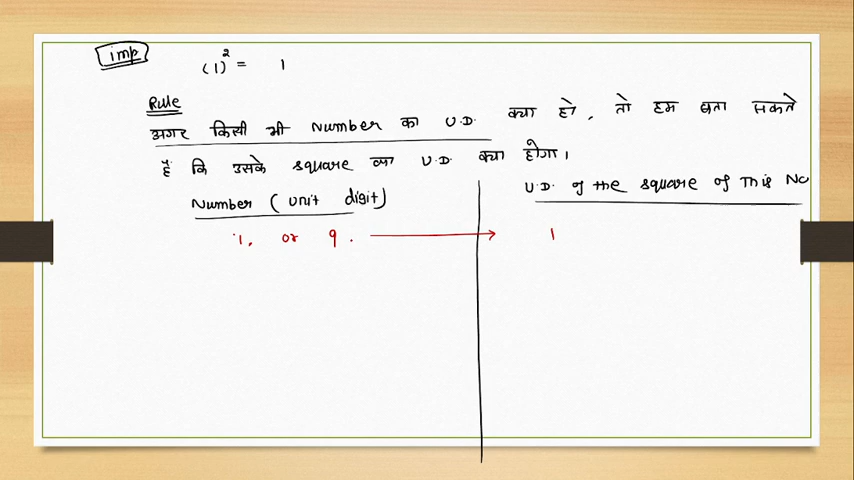 imp
(1)² = 1
Rule
अगर किसी भी Number का U.D. क्या हो, तो हम बता सकते
हैं कि उसके square का U.D. क्या होगा।
Number (unit digit)
U.D. of the square of This No
1. or 9.
1